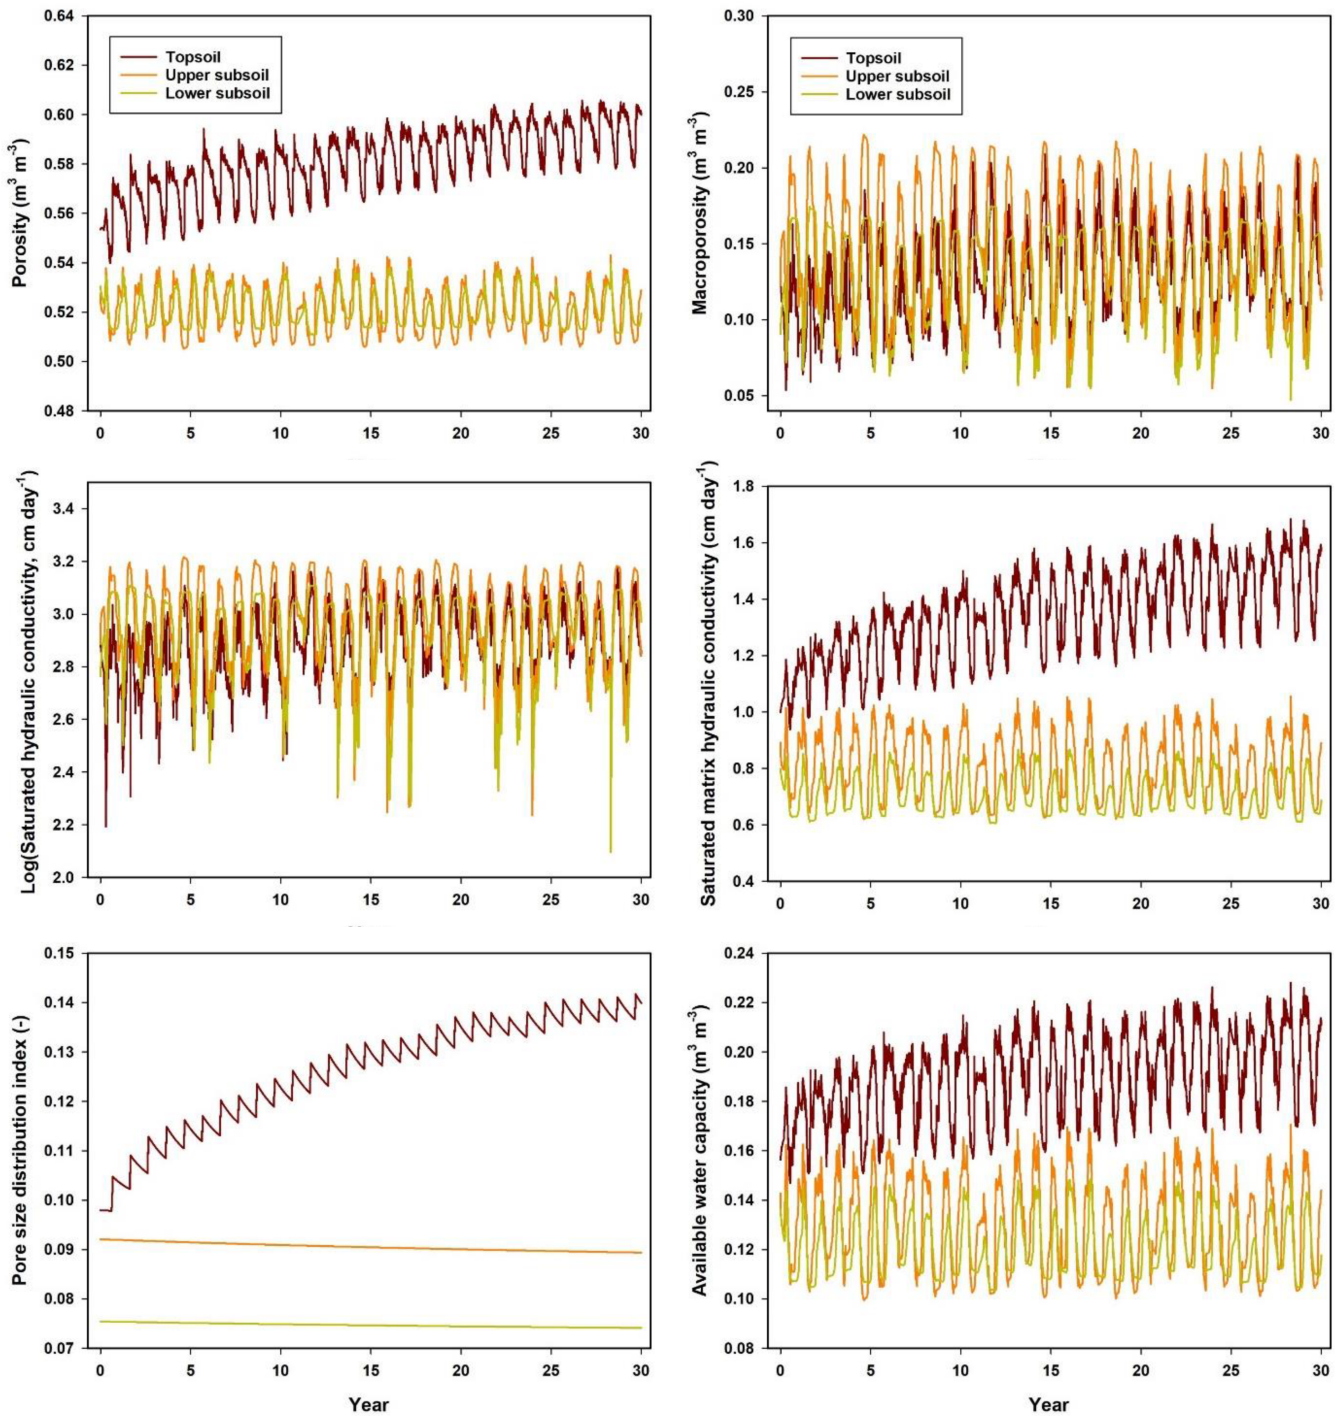 Porosity (m³ m⁻³)
0.64
0.62
0.60
0.58
0.56
0.54
0.52
0.50
0.48
Topsoil
Upper subsoil
Lower subsoil
0 5 10 15 20 25 30
Macroporosity (m³ m⁻³)
0.30
0.25
0.20
0.15
0.10
0.05
Topsoil
Upper subsoil
Lower subsoil
0 5 10 15 20 25 30
Log(Saturated hydraulic conductivity, cm day⁻¹)
3.4
3.2
3.0
2.8
2.6
2.4
2.2
2.0
0 5 10 15 20 25 30
Saturated matrix hydraulic conductivity (cm day⁻¹)
1.8
1.6
1.4
1.2
1.0
0.8
0.6
0.4
0 5 10 15 20 25 30
Pore size distribution index (-)
0.15
0.14
0.13
0.12
0.11
0.10
0.09
0.08
0.07
0 5 10 15 20 25 30
Year
Available water capacity (m³ m⁻³)
0.24
0.22
0.20
0.18
0.16
0.14
0.12
0.10
0.08
0 5 10 15 20 25 30
Year